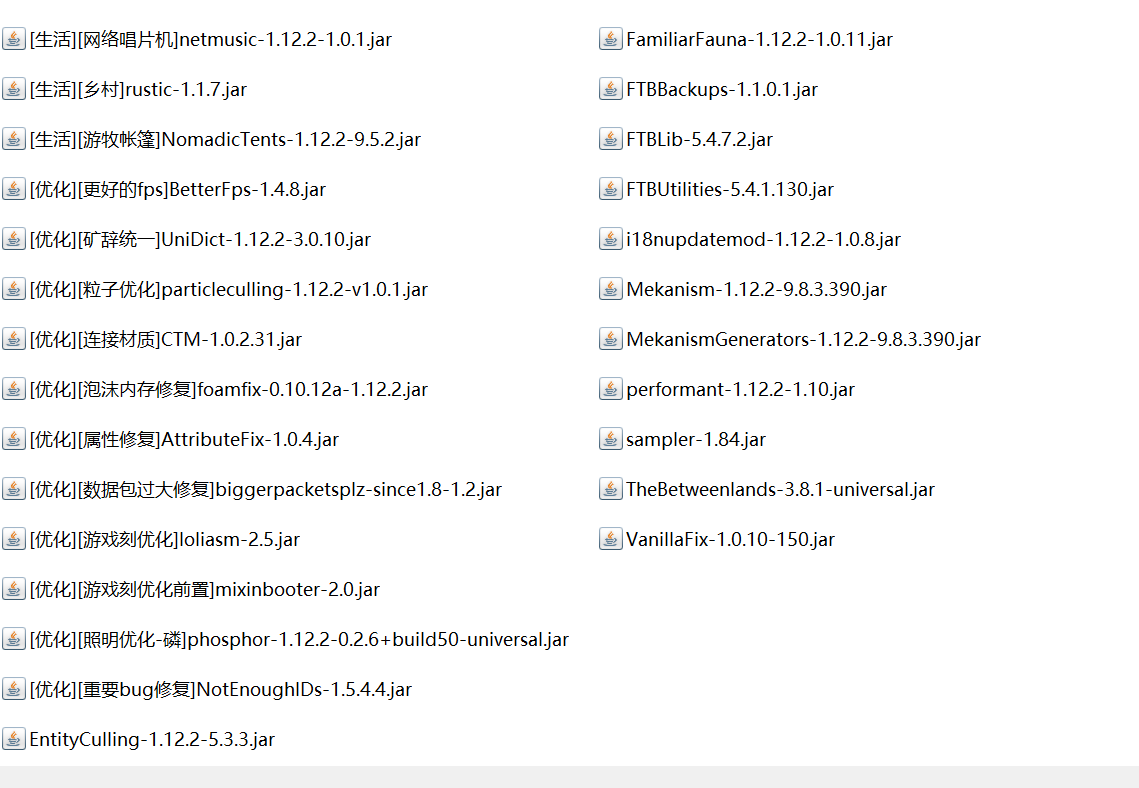 [生活][网络唱片机]netmusic-1.12.2-1.0.1.jar
[生活][乡村]rustic-1.1.7.jar
[生活][游牧帐篷]NomadicTents-1.12.2-9.5.2.jar
[优化][更好的fps]BetterFps-1.4.8.jar
[优化][矿辞统一]UniDict-1.12.2-3.0.10.jar
[优化][粒子优化]particleculling-1.12.2-v1.0.1.jar
[优化][连接材质]CTM-1.0.2.31.jar
[优化][泡沫内存修复]foamfix-0.10.12a-1.12.2.jar
[优化][属性修复]AttributeFix-1.0.4.jar
[优化][数据包过大修复]biggerpacketsplz-since1.8-1.2.jar
[优化][游戏刻优化]loliasm-2.5.jar
[优化][游戏刻优化前置]mixinbooter-2.0.jar
[优化][照明优化-磷]phosphor-1.12.2-0.2.6+build50-universal.jar
[优化][重要bug修复]NotEnoughIDs-1.5.4.4.jar
EntityCulling-1.12.2-5.3.3.jar
FamiliarFauna-1.12.2-1.0.11.jar
FTBBackups-1.1.0.1.jar
FTBLib-5.4.7.2.jar
FTBUtilities-5.4.1.130.jar
i18nupdatemod-1.12.2-1.0.8.jar
Mekanism-1.12.2-9.8.3.390.jar
MekanismGenerators-1.12.2-9.8.3.390.jar
performant-1.12.2-1.10.jar
sampler-1.84.jar
TheBetweenlands-3.8.1-universal.jar
VanillaFix-1.0.10-150.jar